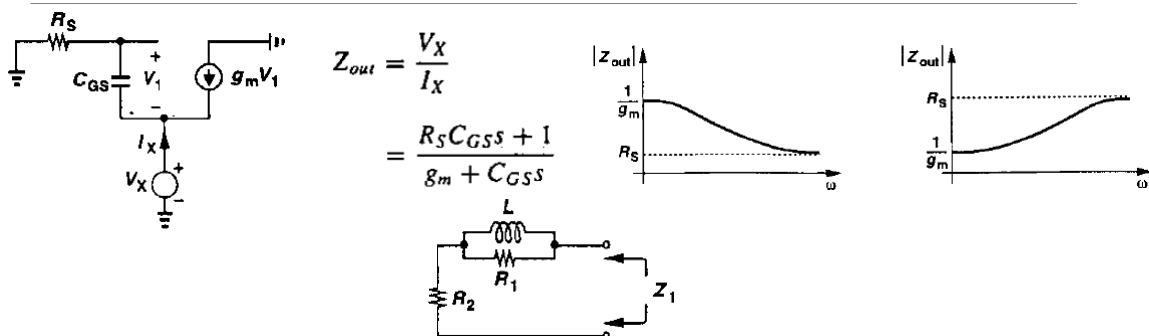 R_S
C_GS
+
V_1
−
g_m V_1
I_X
V_X
+
−
Z_out = V_X / I_X
= (R_S C_GS s + 1) / (g_m + C_GS s)
|Z_out|
1/g_m
R_S
ω
|Z_out|
R_S
1/g_m
ω
L
R_1
R_2
Z_1